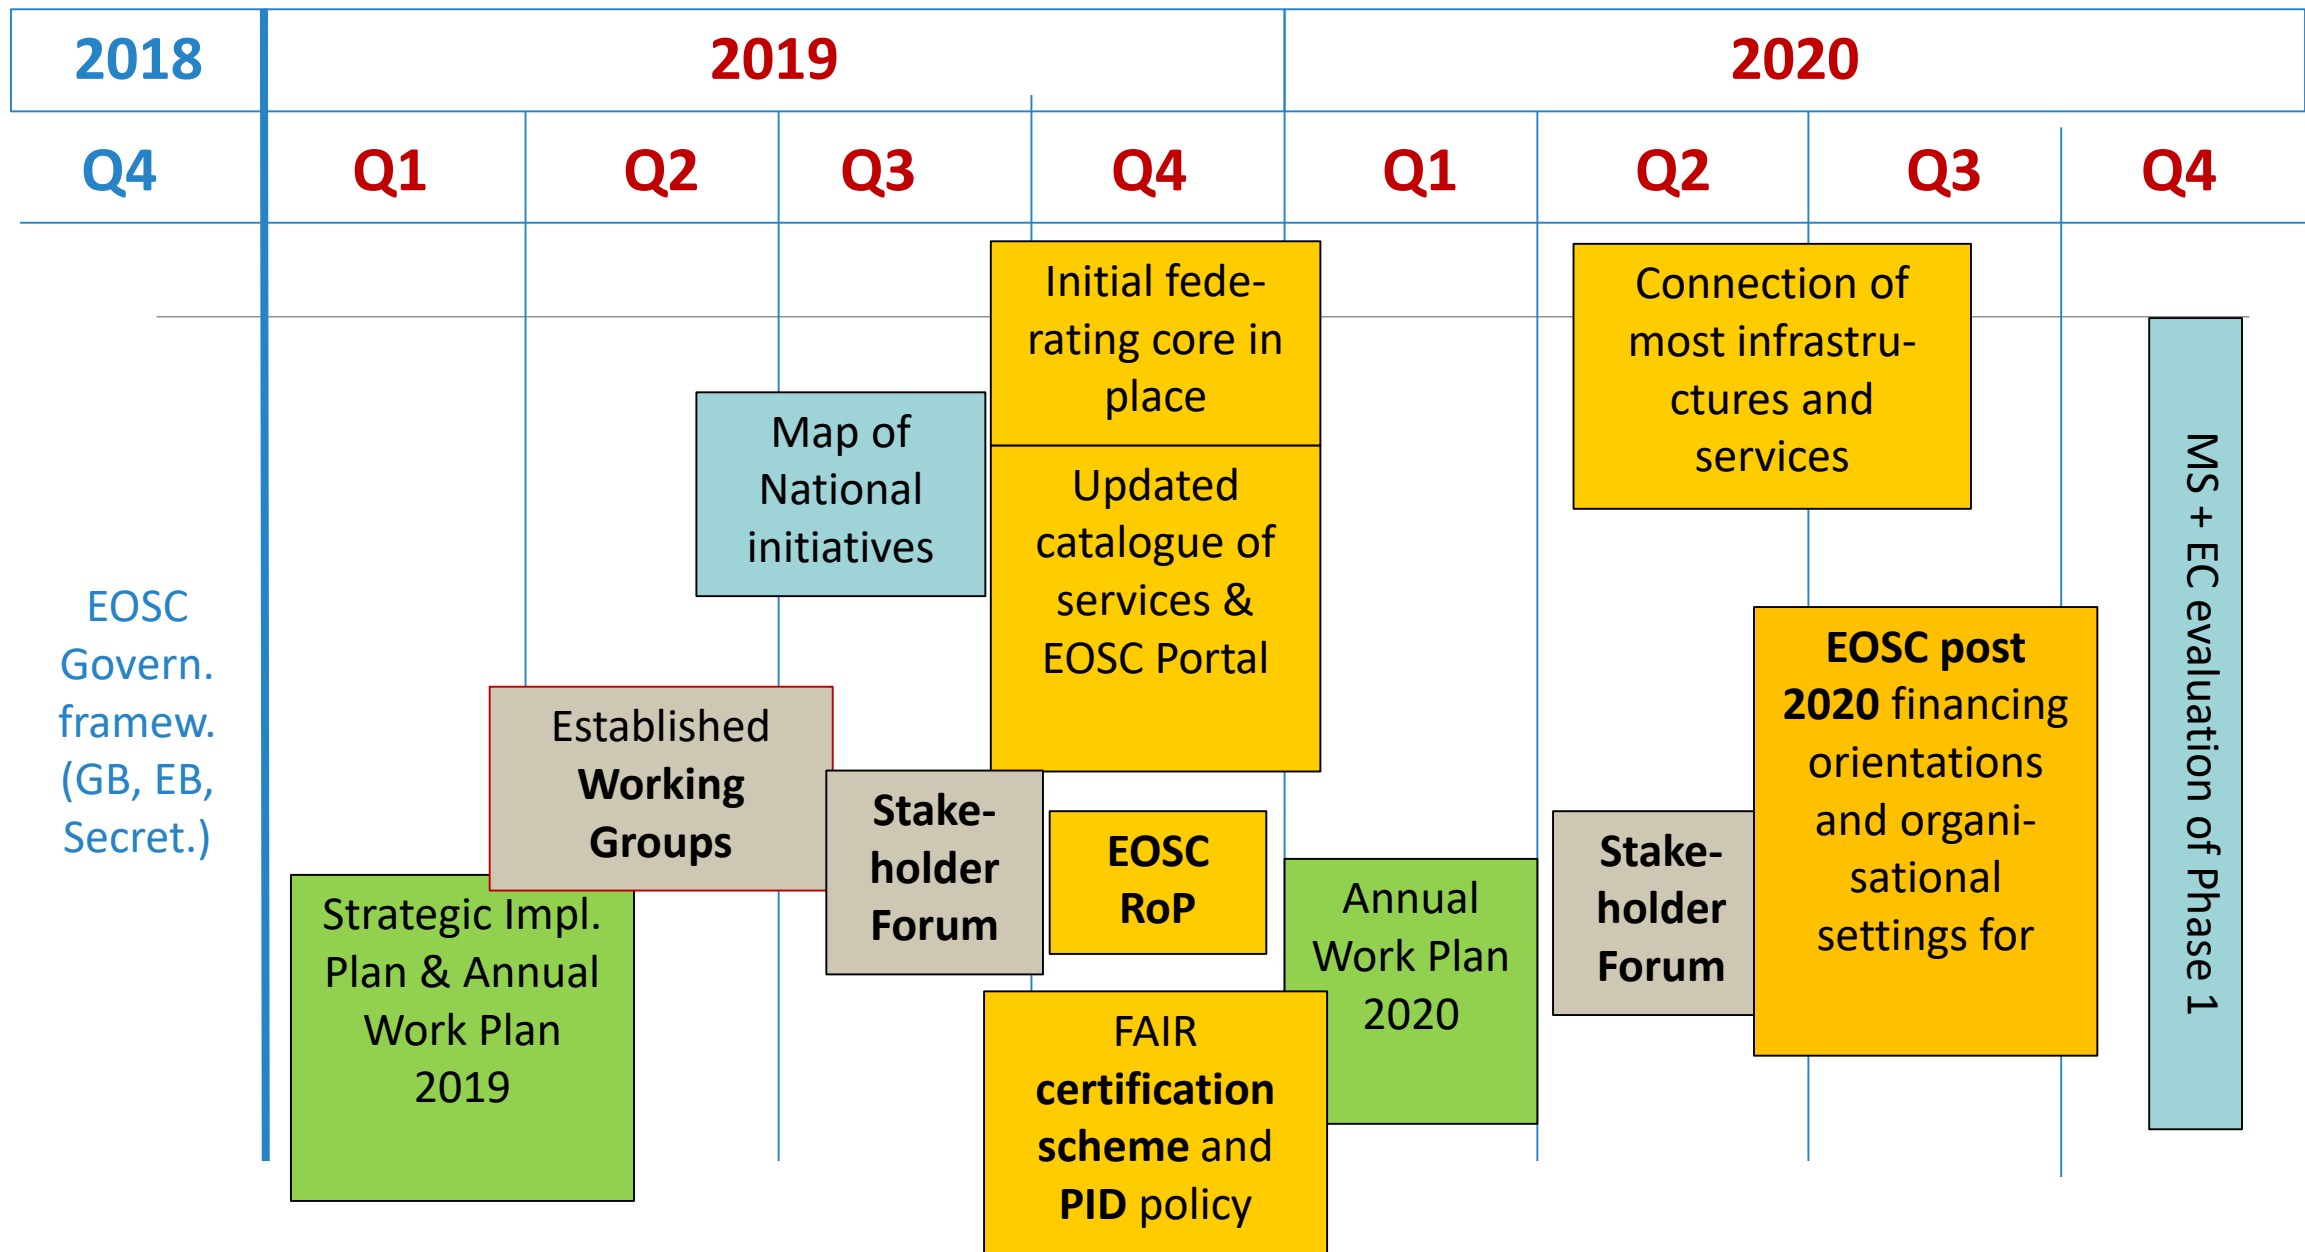 2018
2019
2020
Q4
Q1
Q2
Q3
Q4
Q1
Q2
Q3
Q4
EOSC
Govern.
framew.
(GB, EB,
Secret.)
Strategic Impl.
Plan & Annual
Work Plan
2019
Established
Working
Groups
Map of
National
initiatives
Stake-
holder
Forum
Initial fede-
rating core in
place
Updated
catalogue of
services &
EOSC Portal
EOSC
RoP
FAIR
certification
scheme and
PID policy
Annual
Work Plan
2020
Connection of
most infrastru-
ctures and
services
Stake-
holder
Forum
EOSC post
2020 financing
orientations
and organi-
sational
settings for
MS + EC evaluation of Phase 1